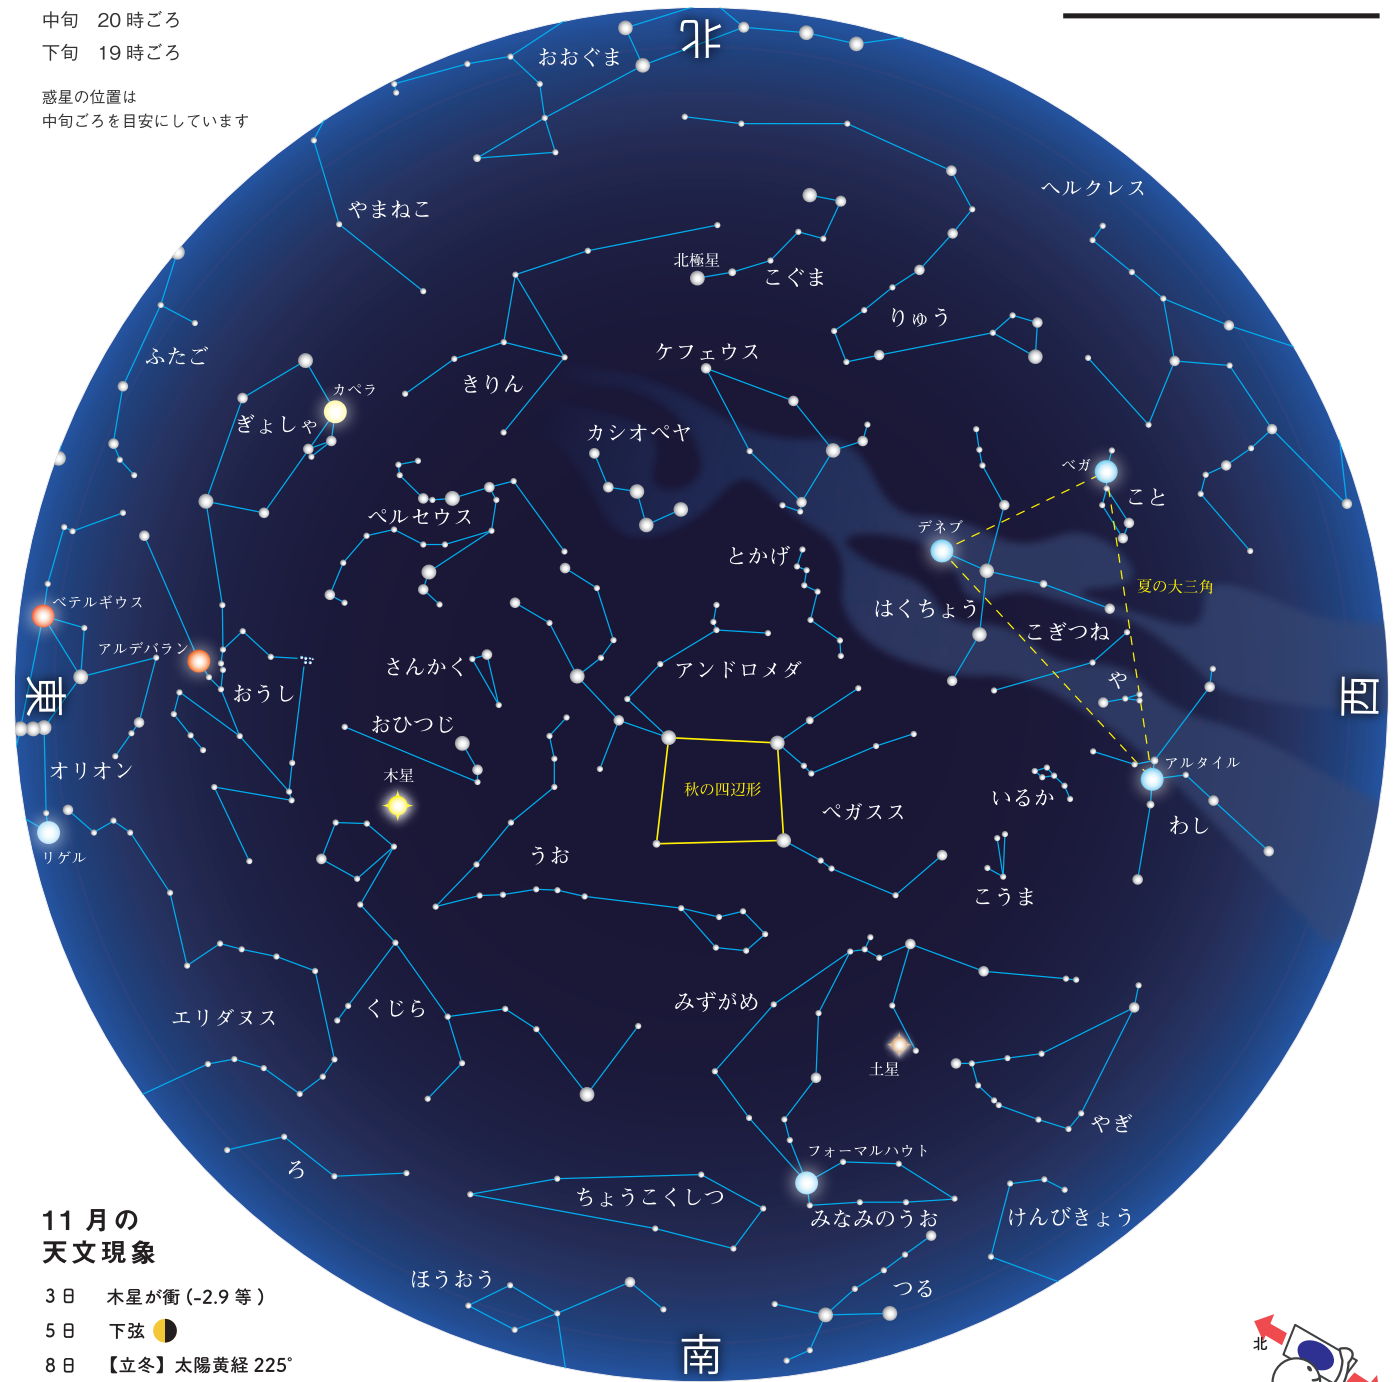 中旬 20時ごろ
下旬 19時ごろ
惑星の位置は
中旬ごろを目安にしています
北
おおぐま
やまねこ
ヘルクレス
北極星
こぐま
りゅう
ふたご
ケフェウス
きりん
カペラ
ぎょしゃ
カシオペヤ
ベガ
こと
ペルセウス
デネブ
とかげ
夏の大三角
ベテルギウス
はくちょう
こぎつね
アルデバラン
さんかく
アンドロメダ
や
おうし
東
西
おひつじ
オリオン
木星
アルタイル
秋の四辺形
いるか
ペガスス
わし
リゲル
うお
こうま
みずがめ
くじら
エリダヌス
土星
やぎ
フォーマルハウト
ろ
ちょうこくしつ
みなみのうお
けんびきょう
ほうおう
つる
南
11月の
天文現象
3日 木星が衝(-2.9等)
5日 下弦
8日 【立冬】太陽黄経225°
北